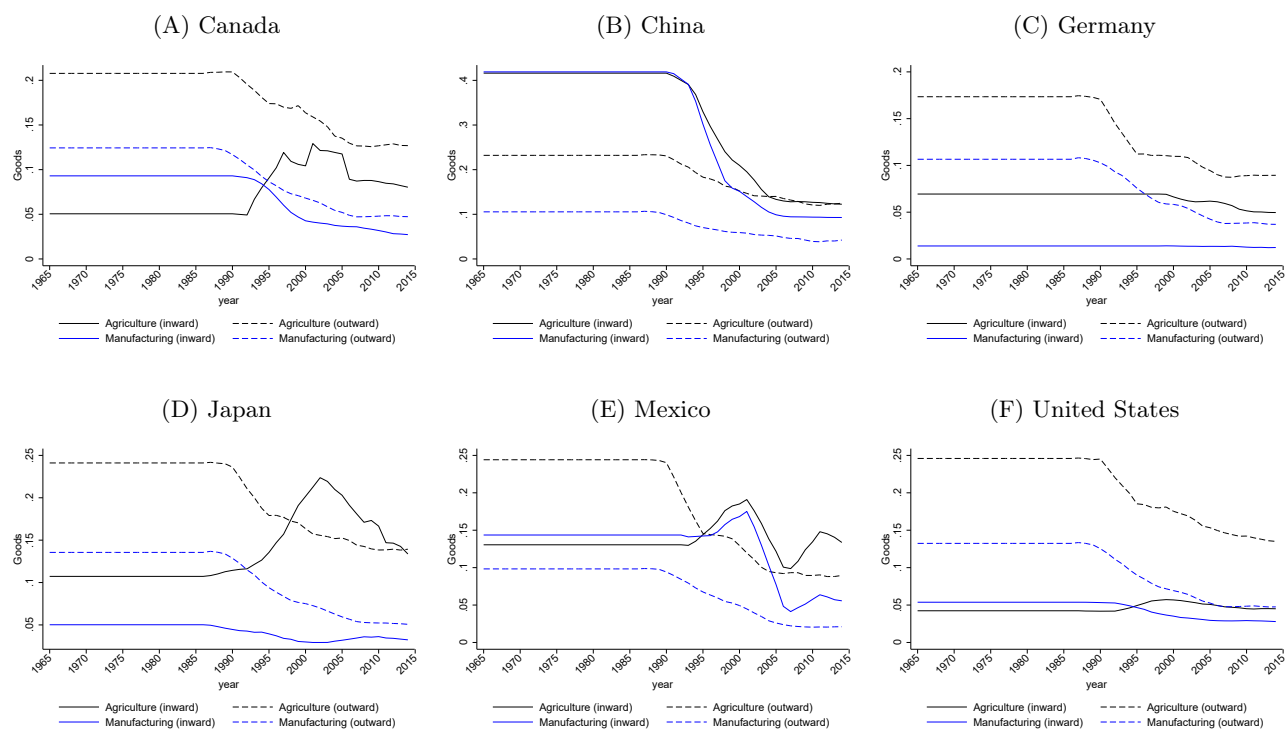 (A) Canada
Goods
0 .05 .1 .15 .2
1965 1970 1975 1980 1985 1990 1995 2000 2005 2010 2015
year
Agriculture (inward) Agriculture (outward)
Manufacturing (inward) Manufacturing (outward)
(B) China
Goods
0 .1 .2 .3 .4
1965 1970 1975 1980 1985 1990 1995 2000 2005 2010 2015
year
Agriculture (inward) Agriculture (outward)
Manufacturing (inward) Manufacturing (outward)
(C) Germany
Goods
0 .05 .1 .15 .2
1965 1970 1975 1980 1985 1990 1995 2000 2005 2010 2015
year
Agriculture (inward) Agriculture (outward)
Manufacturing (inward) Manufacturing (outward)
(D) Japan
Goods
.05 .1 .15 .2 .25
1965 1970 1975 1980 1985 1990 1995 2000 2005 2010 2015
year
Agriculture (inward) Agriculture (outward)
Manufacturing (inward) Manufacturing (outward)
(E) Mexico
Goods
0 .05 .1 .15 .2 .25
1965 1970 1975 1980 1985 1990 1995 2000 2005 2010 2015
year
Agriculture (inward) Agriculture (outward)
Manufacturing (inward) Manufacturing (outward)
(F) United States
Goods
0 .05 .1 .15 .2 .25
1965 1970 1975 1980 1985 1990 1995 2000 2005 2010 2015
year
Agriculture (inward) Agriculture (outward)
Manufacturing (inward) Manufacturing (outward)